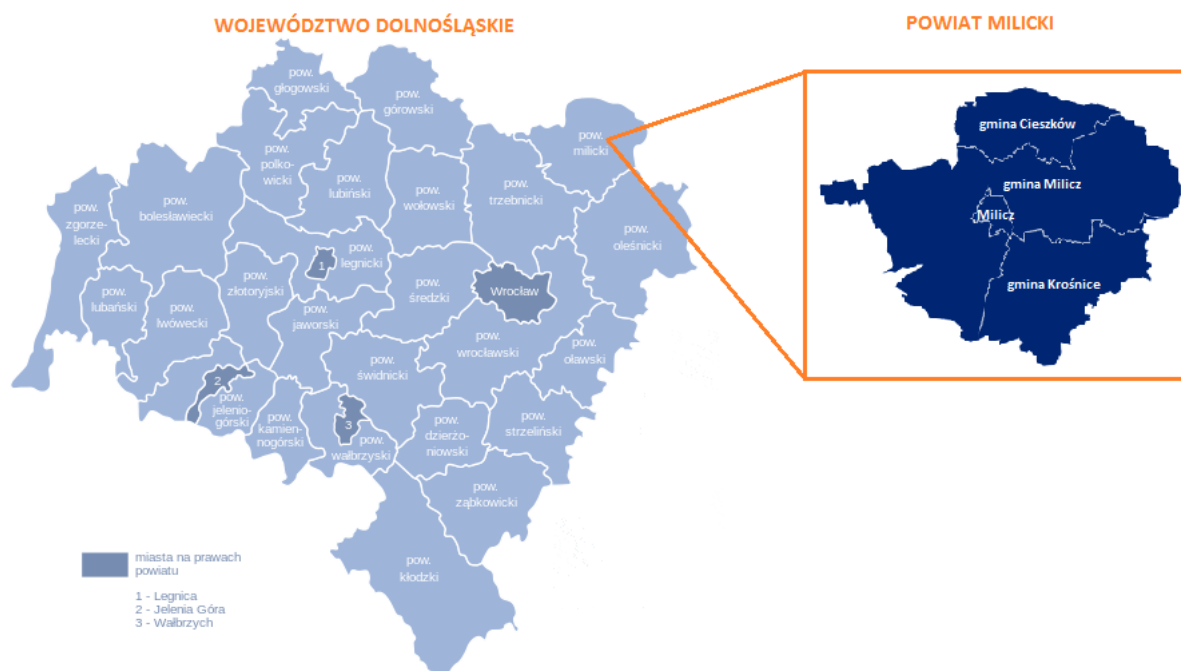 WOJEWÓDZTWO DOLNOŚLĄSKIE
POWIAT MILICKI
pow.
głogowski
pow.
górowski
pow.
milicki
pow.
polko-
wicki
pow.
lubiński
pow.
wołowski
pow.
trzebnicki
pow.
zgorze-
lecki
pow.
bolesławiecki
pow.
oleśnicki
1
pow.
legnicki
pow.
złotoryjski
pow.
lubański
pow.
lwówecki
pow.
jaworski
pow.
średzki
Wrocław
pow.
wrocławski
pow.
oławski
pow.
świdnicki
2
pow.
jelenio-
górski
pow.
kamien-
nogórski
3
pow.
wałbrzyski
pow.
dzierżo-
niowski
pow.
strzeliński
pow.
ząbkowicki
pow.
kłodzki
miasta na prawach
powiatu
1 - Legnica
2 - Jelenia Góra
3 - Wałbrzych
gmina Cieszków
gmina Milicz
Milicz
gmina Krośnice